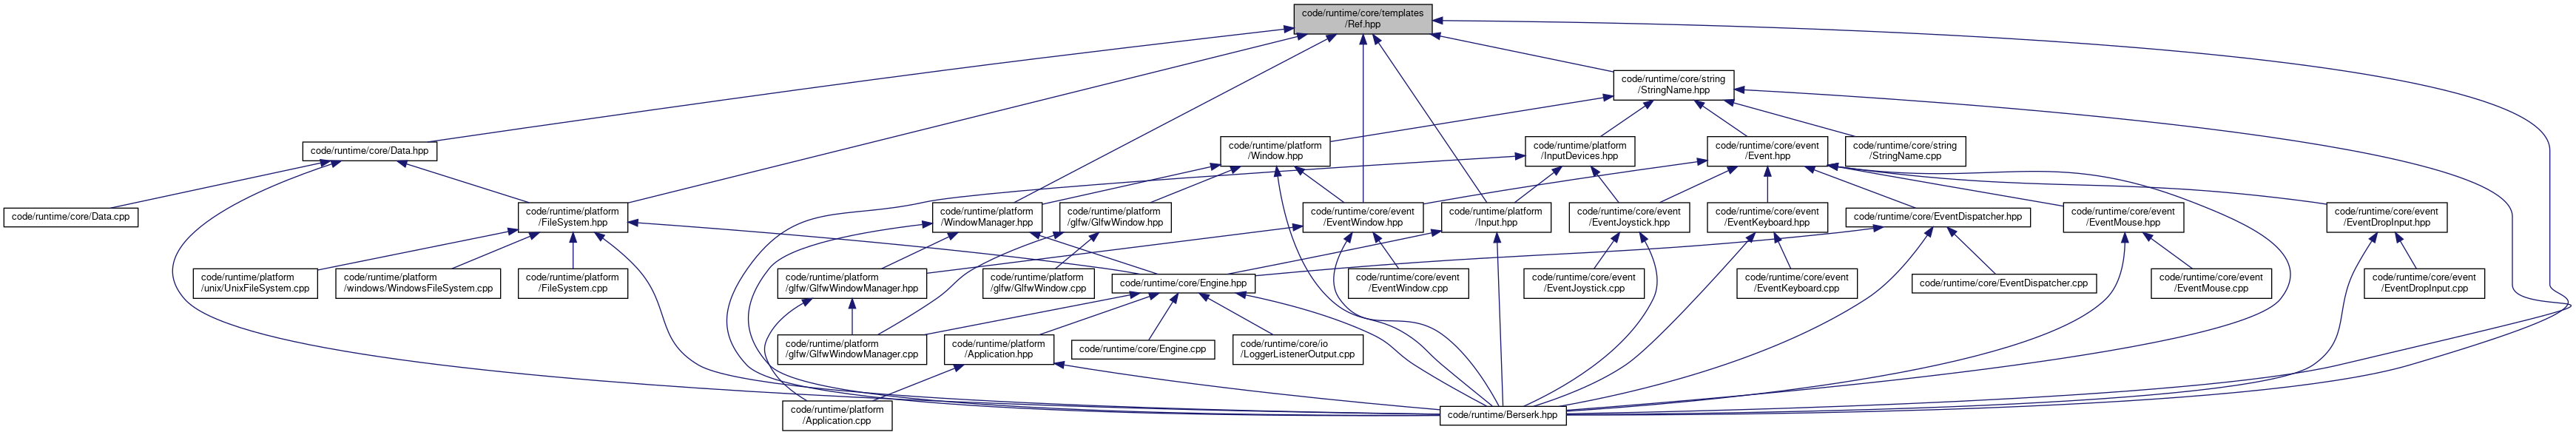 code/runtime/core/templates
/Ref.hpp
code/runtime/core/string
/StringName.hpp
code/runtime/core/Data.hpp
code/runtime/platform
/Window.hpp
code/runtime/platform
/InputDevices.hpp
code/runtime/core/event
/Event.hpp
code/runtime/core/string
/StringName.cpp
code/runtime/core/Data.cpp
code/runtime/platform
/FileSystem.hpp
code/runtime/platform
/WindowManager.hpp
code/runtime/platform
/glfw/GlfwWindow.hpp
code/runtime/core/event
/EventWindow.hpp
code/runtime/platform
/Input.hpp
code/runtime/core/event
/EventJoystick.hpp
code/runtime/core/event
/EventKeyboard.hpp
code/runtime/core/EventDispatcher.hpp
code/runtime/core/event
/EventMouse.hpp
code/runtime/core/event
/EventDropInput.hpp
code/runtime/platform
/unix/UnixFileSystem.cpp
code/runtime/platform
/windows/WindowsFileSystem.cpp
code/runtime/platform
/FileSystem.cpp
code/runtime/platform
/glfw/GlfwWindowManager.hpp
code/runtime/platform
/glfw/GlfwWindow.cpp
code/runtime/core/Engine.hpp
code/runtime/core/event
/EventWindow.cpp
code/runtime/core/event
/EventJoystick.cpp
code/runtime/core/event
/EventKeyboard.cpp
code/runtime/core/EventDispatcher.cpp
code/runtime/core/event
/EventMouse.cpp
code/runtime/core/event
/EventDropInput.cpp
code/runtime/platform
/glfw/GlfwWindowManager.cpp
code/runtime/platform
/Application.hpp
code/runtime/core/Engine.cpp
code/runtime/core/io
/LoggerListenerOutput.cpp
code/runtime/platform
/Application.cpp
code/runtime/Berserk.hpp